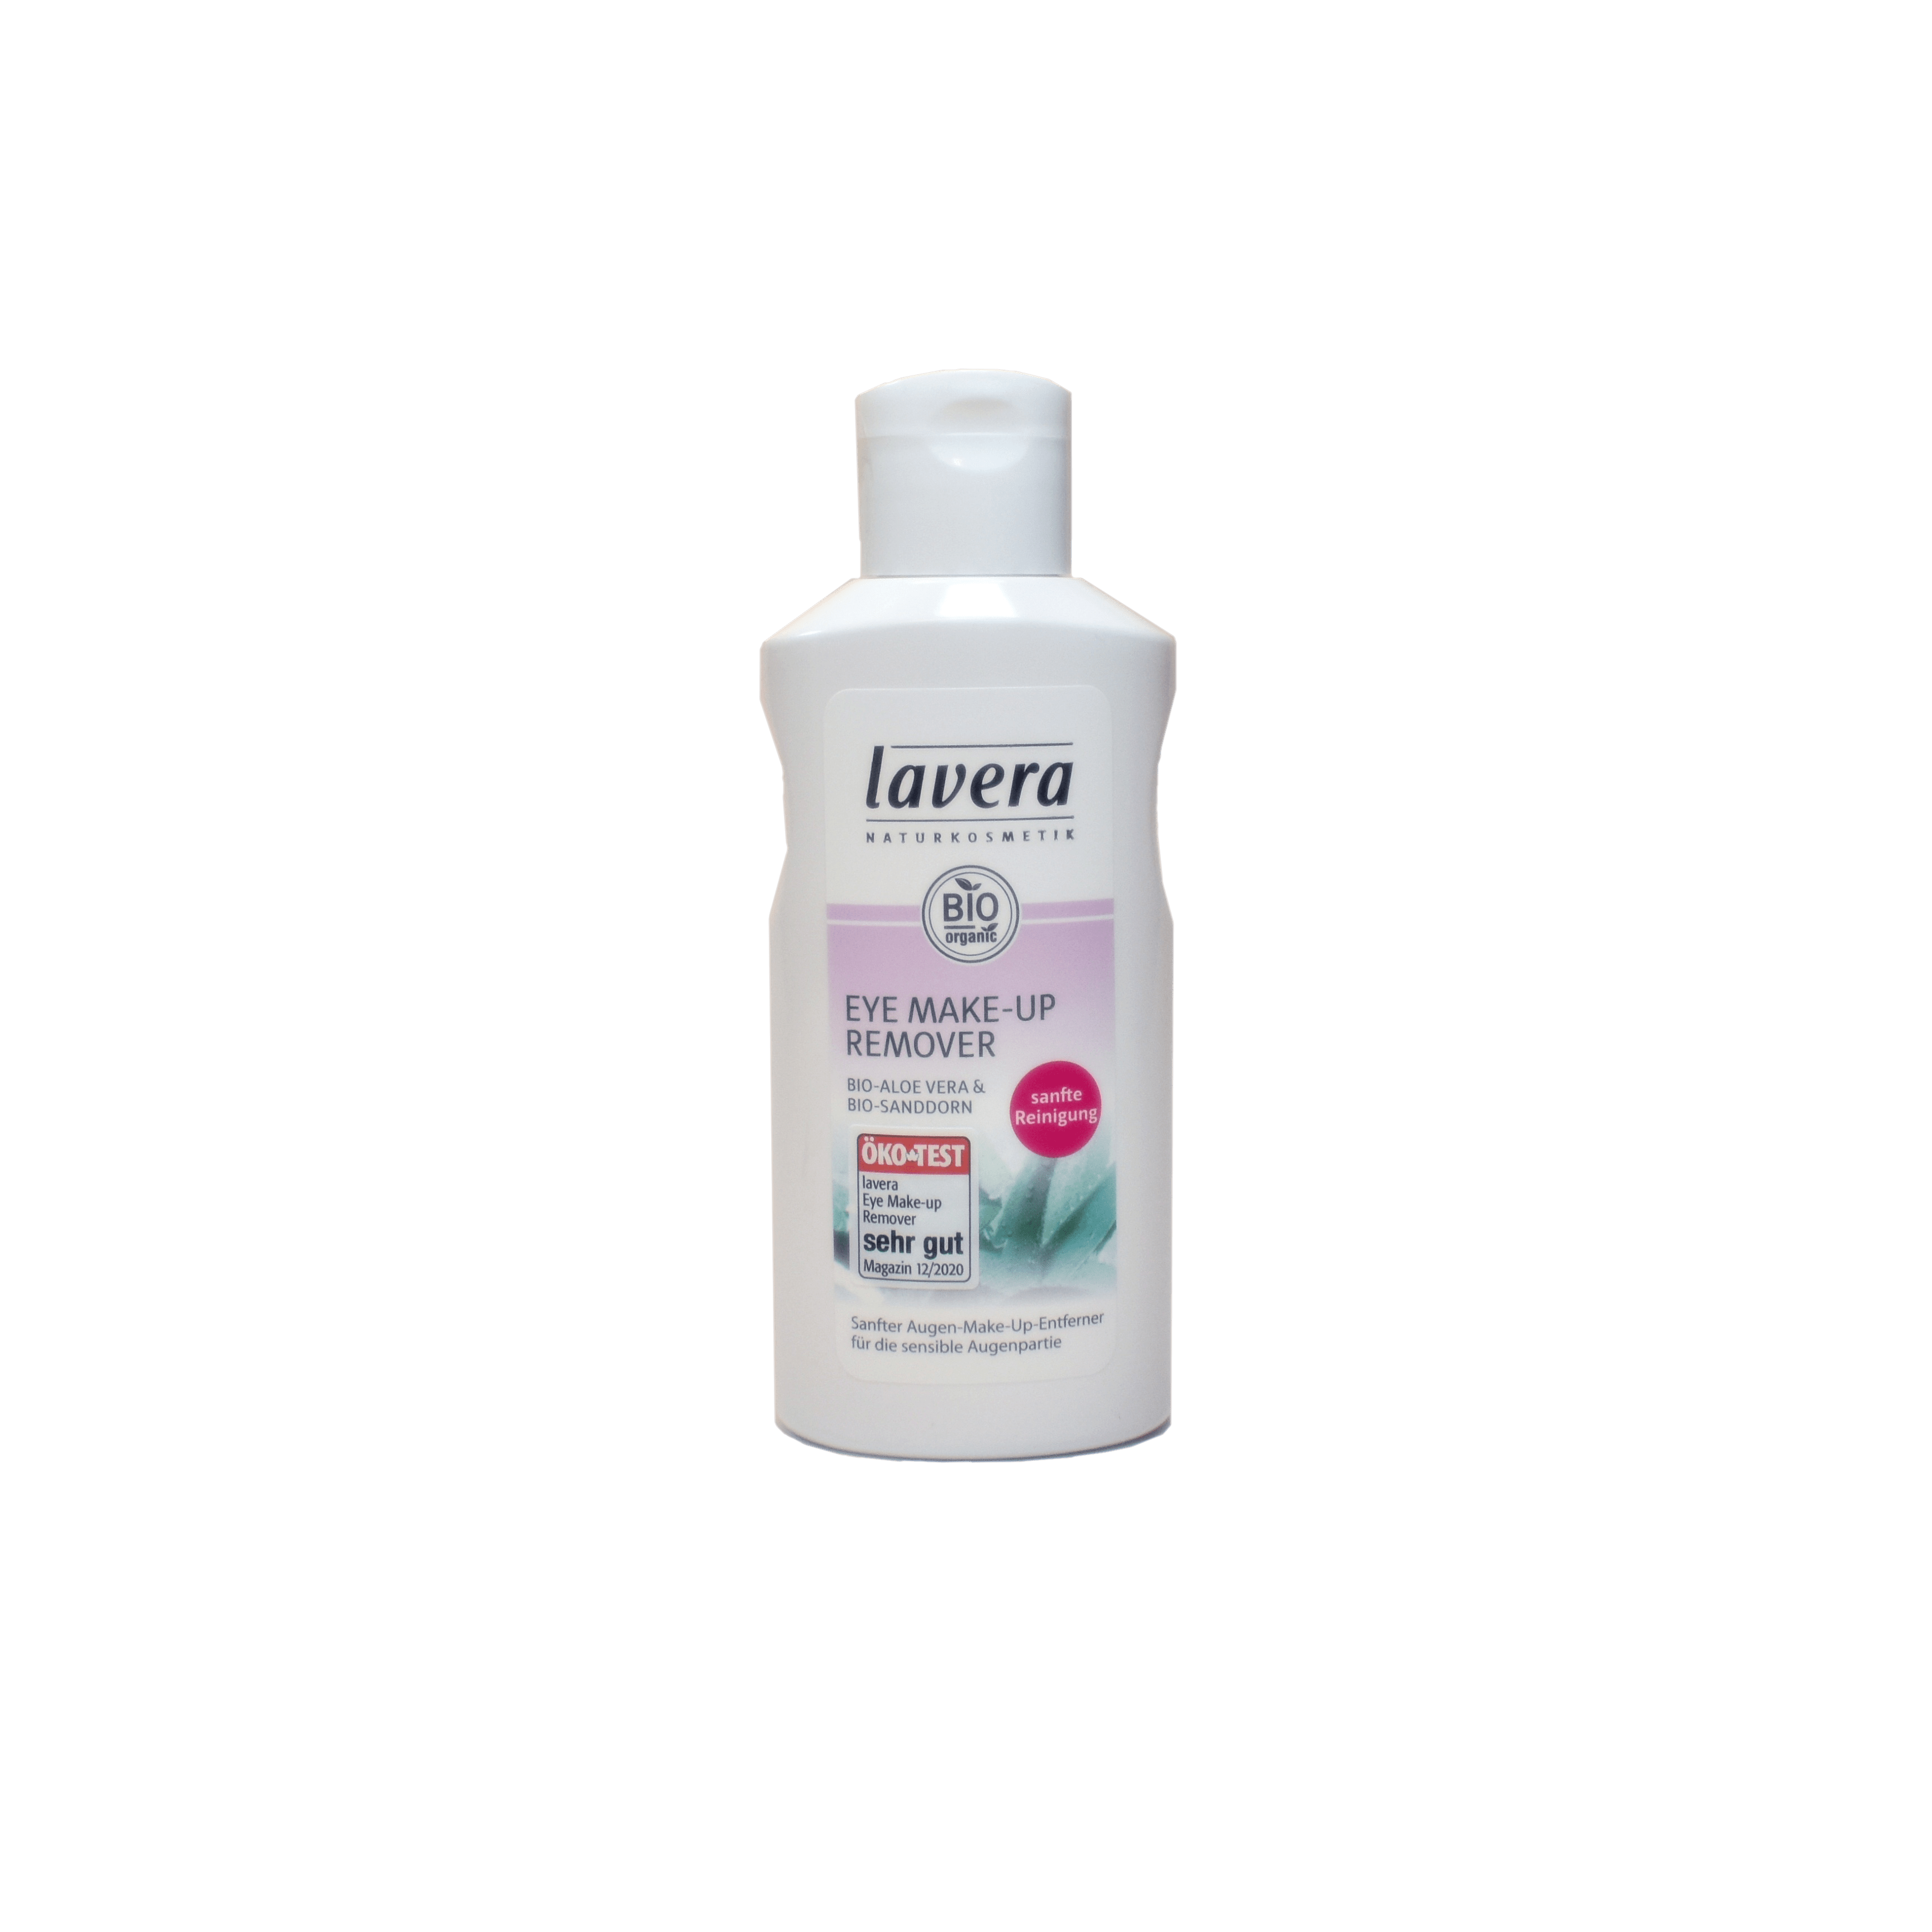 lavera
NATURKOSMETIK
BIO
organic
EYE MAKE-UP
REMOVER
BIO-ALOE VERA &
BIO-SANDDORN
sanfte
Reinigung
ÖKO-TEST
lavera
Eye Make-up
Remover
sehr gut
Magazin 12/2020
Sanfter Augen-Make-Up-Entferner
für die sensible Augenpartie